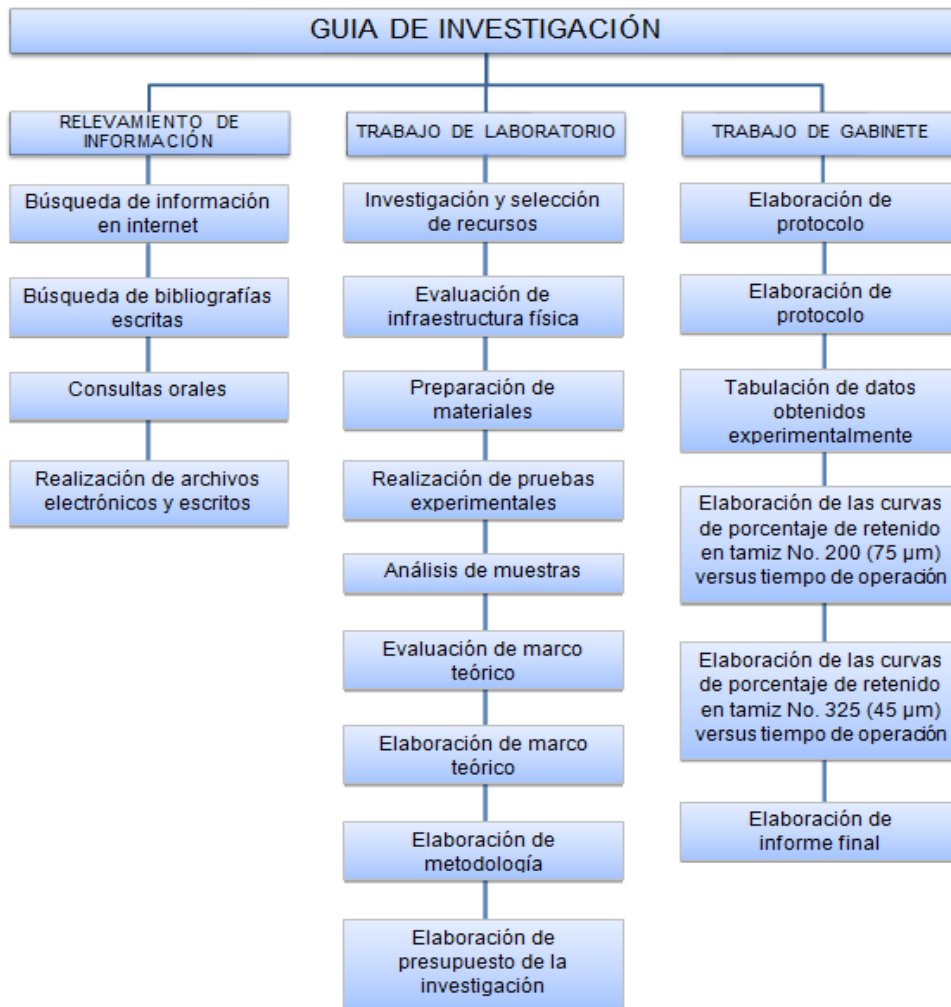 GUIA DE INVESTIGACIÓN
RELEVAMIENTO DE
INFORMACIÓN
Búsqueda de información
en internet
Búsqueda de bibliografías
escritas
Consultas orales
Realización de archivos
electrónicos y escritos
TRABAJO DE LABORATORIO
Investigación y selección
de recursos
Evaluación de
infraestructura física
Preparación de
materiales
Realización de pruebas
experimentales
Análisis de muestras
Evaluación de marco
teórico
Elaboración de marco
teórico
Elaboración de
metodología
Elaboración de
presupuesto de la
investigación
TRABAJO DE GABINETE
Elaboración de
protocolo
Elaboración de
protocolo
Tabulación de datos
obtenidos
experimentalmente
Elaboración de las curvas
de porcentaje de retenido
en tamiz No. 200 (75 µm)
versus tiempo de operación
Elaboración de las curvas
de porcentaje de retenido
en tamiz No. 325 (45 µm)
versus tiempo de operación
Elaboración de
informe final